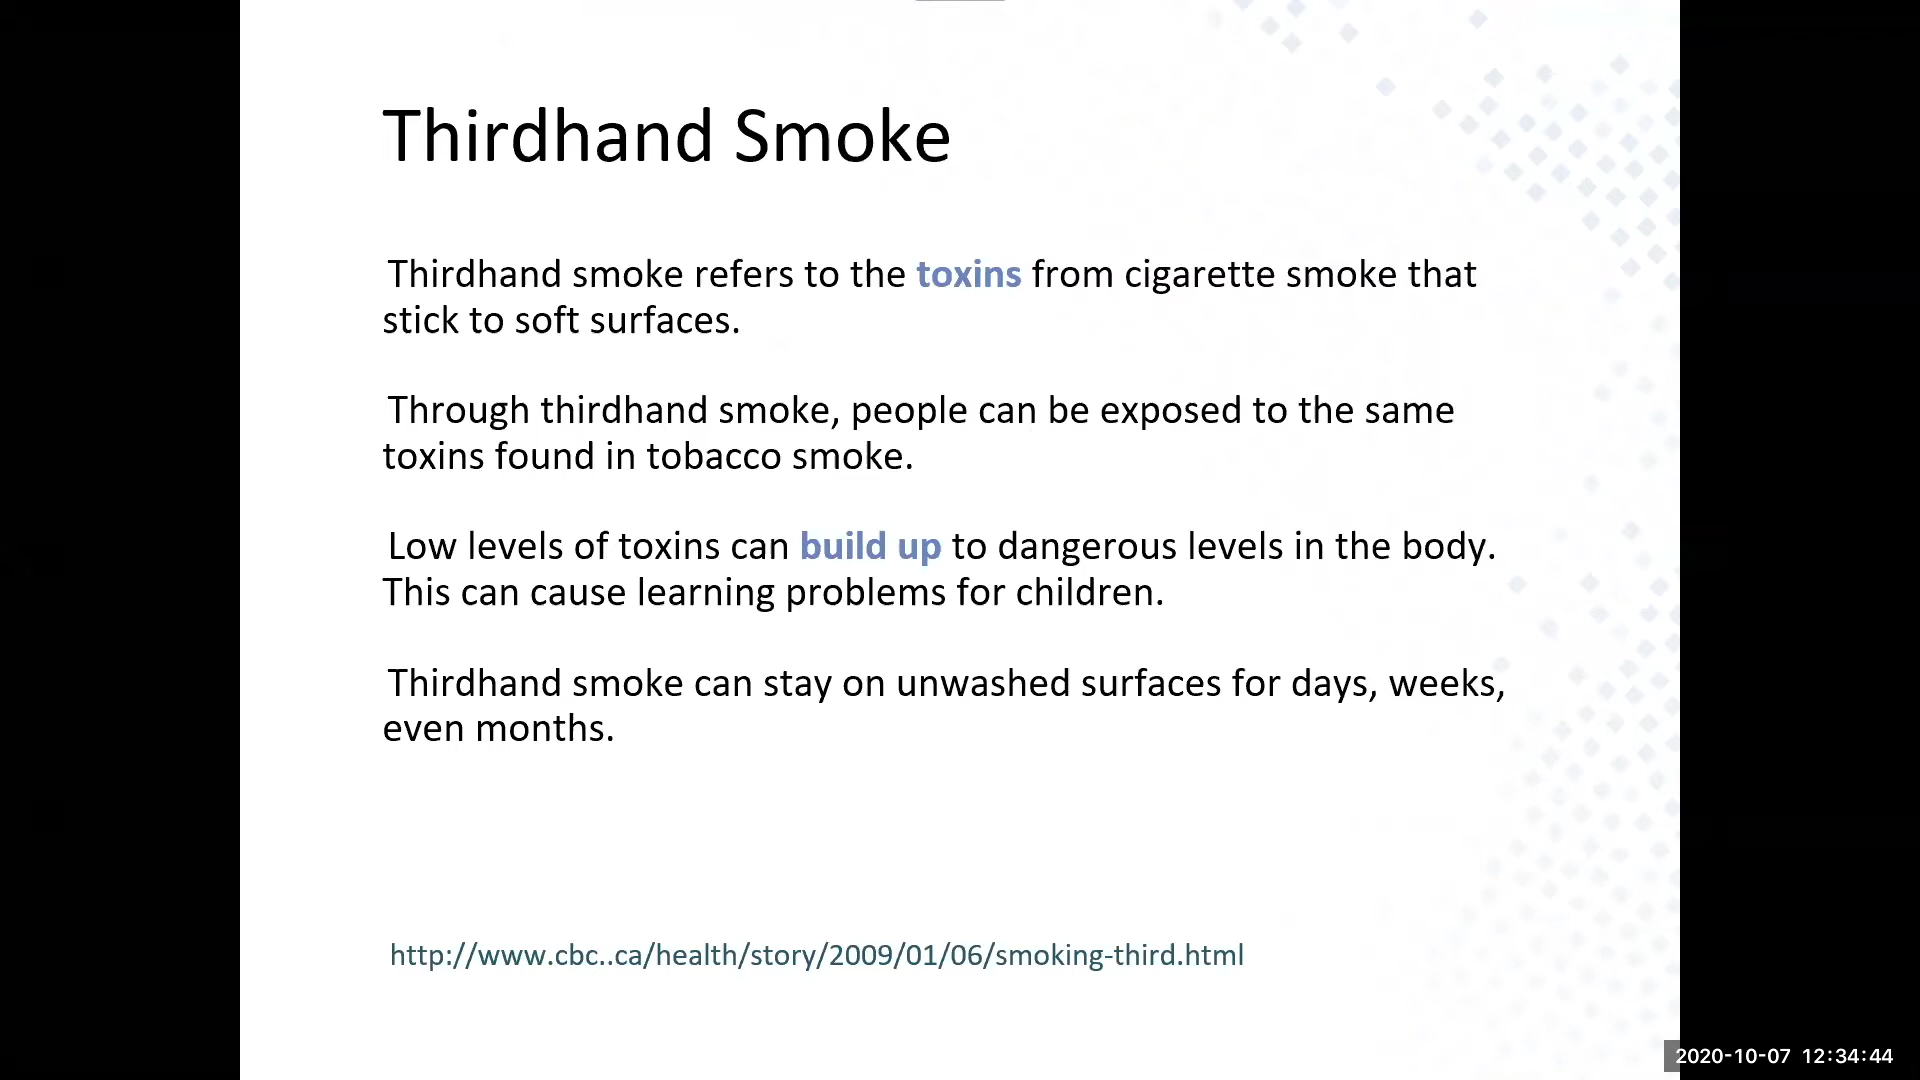 Thirdhand Smoke
Thirdhand smoke refers to the toxins from cigarette smoke that
stick to soft surfaces.
Through thirdhand smoke, people can be exposed to the same
toxins found in tobacco smoke.
Low levels of toxins can build up to dangerous levels in the body.
This can cause learning problems for children.
Thirdhand smoke can stay on unwashed surfaces for days, weeks,
even months.
http://www.cbc..ca/health/story/2009/01/06/smoking-third.html
2020-10-07 12:34:44